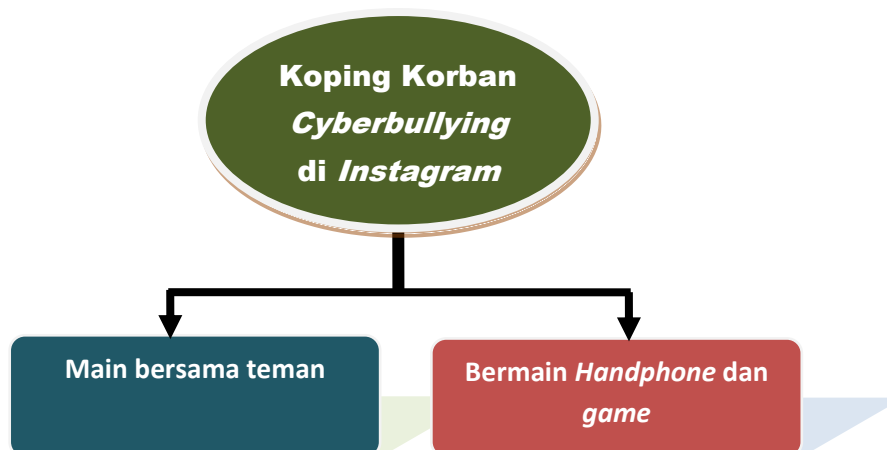 Koping Korban
Cyberbullying
di Instagram
Main bersama teman
Bermain Handphone dan
game